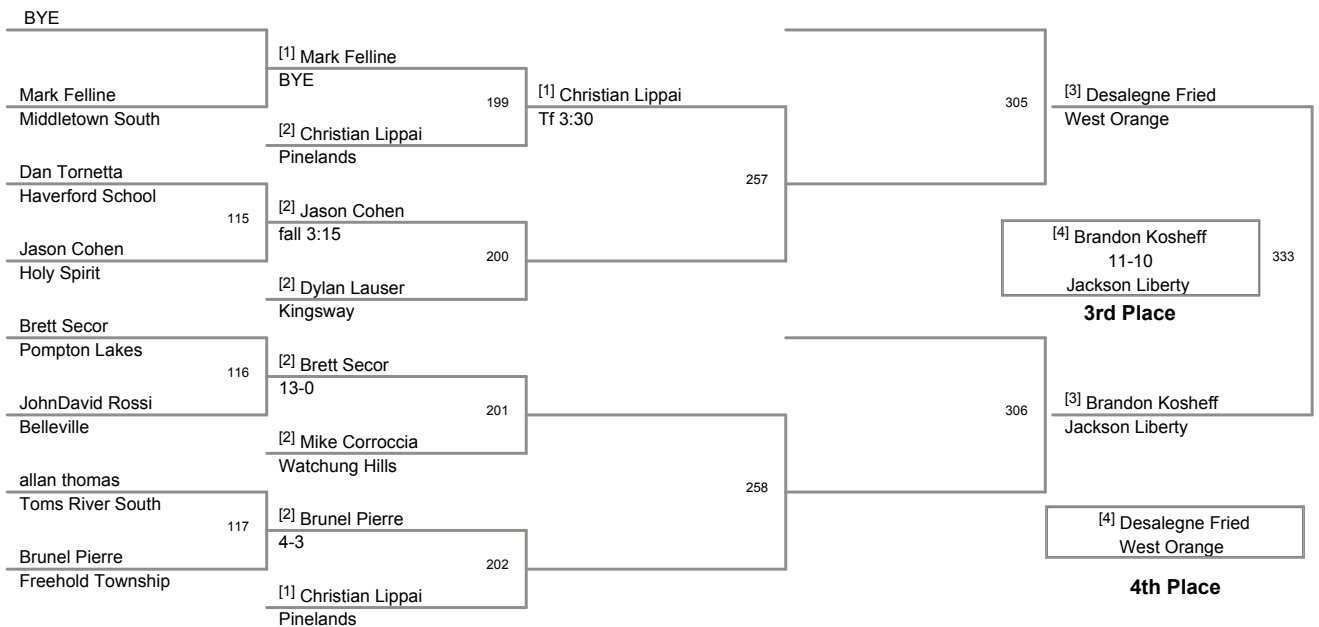 BYE
[1] Mark Felline
BYE
Mark Felline
Middletown South
199
[1] Christian Lippai
Tf 3:30
305
[3] Desalegne Fried
West Orange
[2] Christian Lippai
Pinelands
Dan Tornetta
Haverford School
257
115
[2] Jason Cohen
fall 3:15
Jason Cohen
Holy Spirit
200
[4] Brandon Kosheff
11-10
Jackson Liberty
333
3rd Place
[2] Dylan Lauser
Kingsway
Brett Secor
Pompton Lakes
116
[2] Brett Secor
13-0
JohnDavid Rossi
Belleville
201
306
[3] Brandon Kosheff
Jackson Liberty
[2] Mike Corroccia
Watchung Hills
allan thomas
Toms River South
258
117
[2] Brunel Pierre
4-3
[4] Desalegne Fried
West Orange
Brunel Pierre
Freehold Township
202
4th Place
[1] Christian Lippai
Pinelands